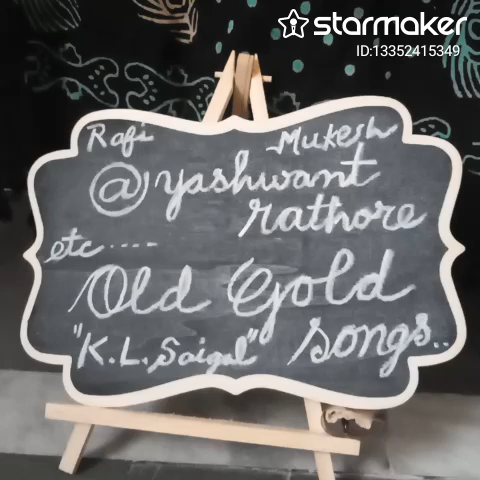 starmaker
ID:13352415349
Rafi Mukesh
@yashwant
rathore
etc.....
Old Gold
"K.L.Saigal" songs..